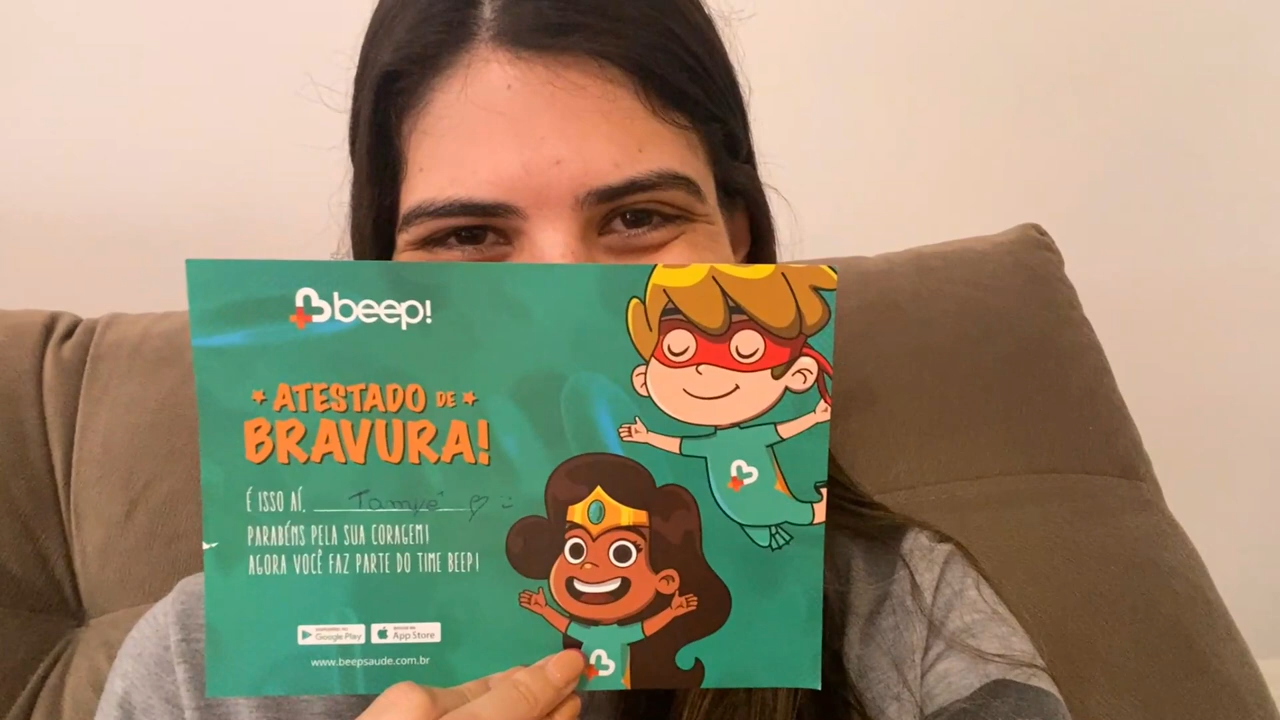 beep!
ATESTADO DE
BRAVURA!
É ISSO AÍ,
PARABÉNS PELA SUA CORAGEM!
AGORA VOCÊ FAZ PARTE DO TIME BEEP!
Google Play
App Store
www.beepsaude.com.br